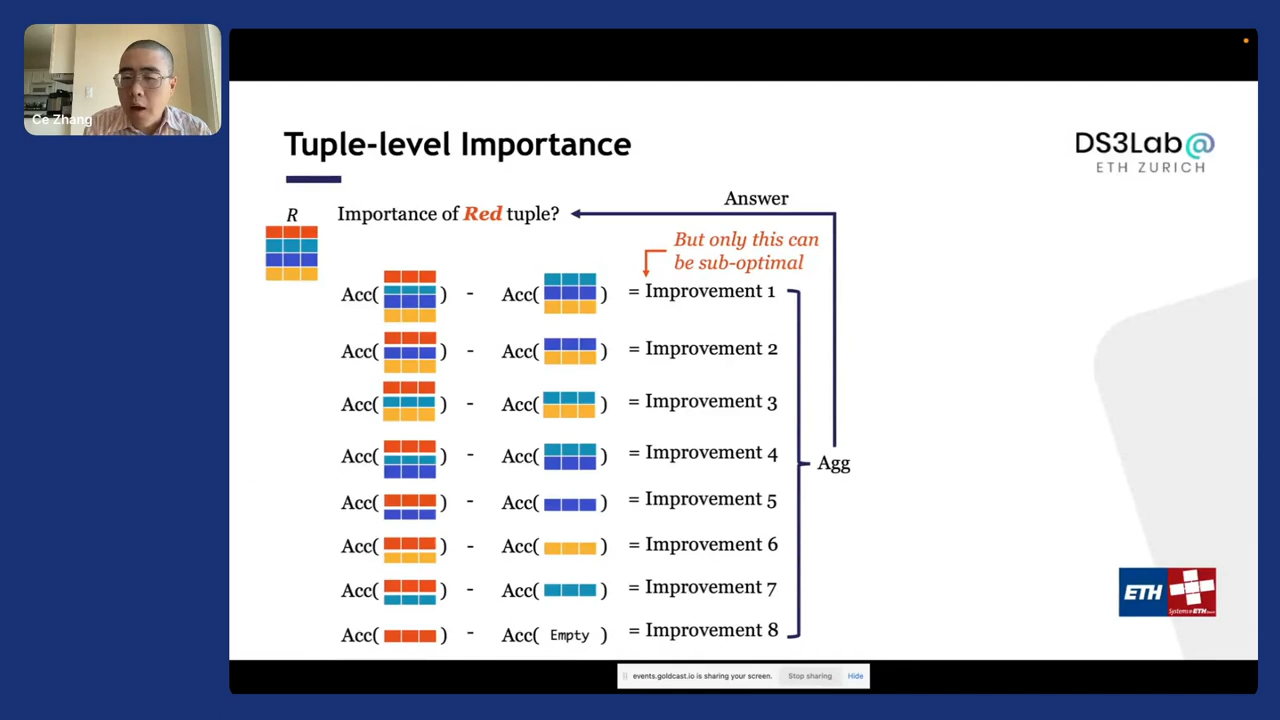 Ce Zhang
Tuple-level Importance
DS3Lab@
ETH ZURICH
R
Importance of Red tuple?
Answer
But only this can
be sub-optimal
Acc( ) - Acc( ) = Improvement 1
Acc( ) - Acc( ) = Improvement 2
Acc( ) - Acc( ) = Improvement 3
Acc( ) - Acc( ) = Improvement 4
Agg
Acc( ) - Acc( ) = Improvement 5
Acc( ) - Acc( ) = Improvement 6
Acc( ) - Acc( ) = Improvement 7
Acc( ) - Acc( Empty ) = Improvement 8
ETH
Systems@ETH
events.goldcast.io is sharing your screen. Stop sharing Hide